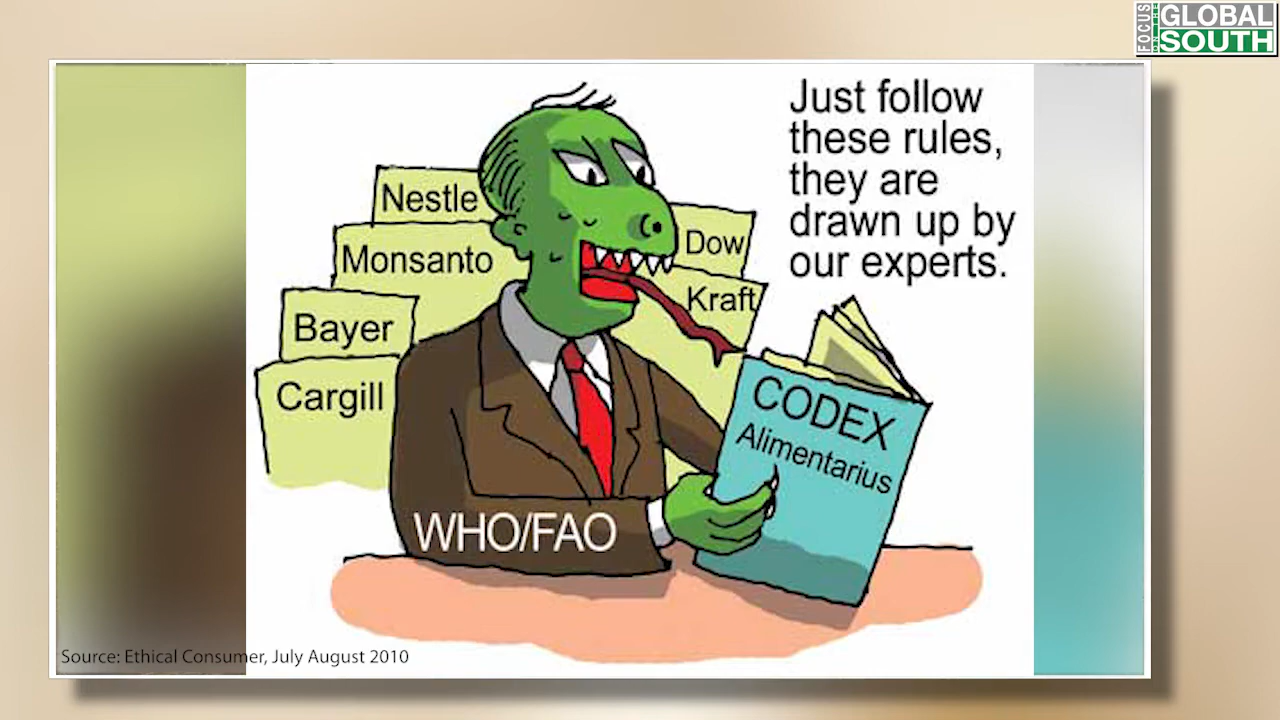 FOCUS
ON THE
GLOBAL
SOUTH
Just follow
these rules,
they are
drawn up by
our experts.
Nestle
Monsanto
Bayer
Cargill
Dow
Kraft
CODEX
Alimentarius
WHO/FAO
Source: Ethical Consumer, July August 2010